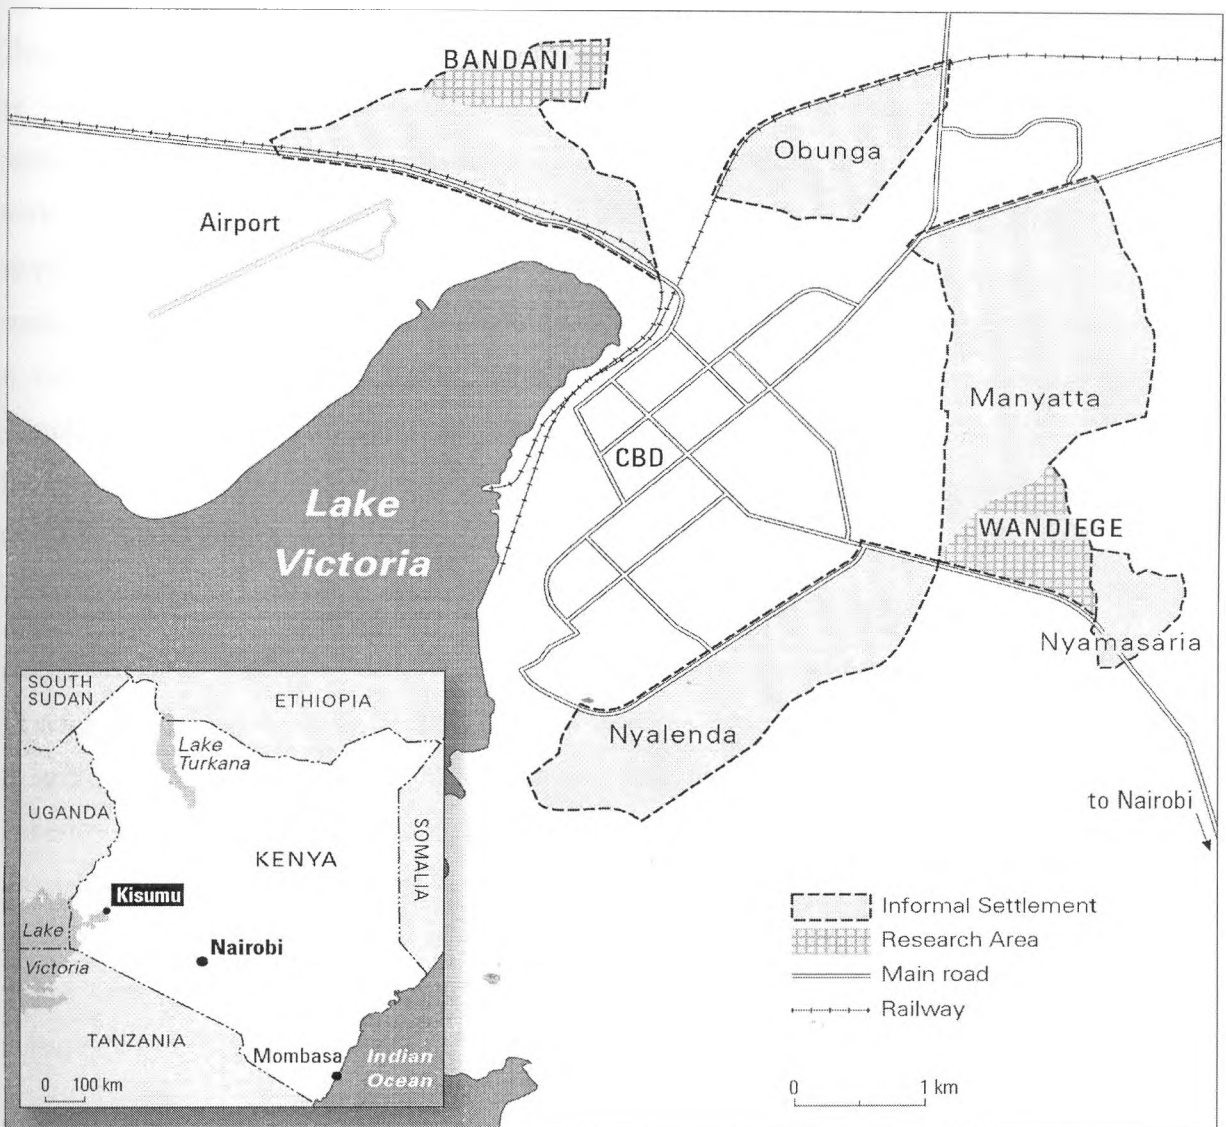 BANDANI
Obunga
Airport
Manyatta
CBD
Lake
Victoria
WANDIEGE
Nyamasaria
Nyalenda
to Nairobi
SOUTH
SUDAN
ETHIOPIA
Lake
Turkana
UGANDA
KENYA
SOMALIA
Kisumu
Lake
Victoria
Nairobi
TANZANIA
Mombasa
Indian
Ocean
0 100 km
Informal Settlement
Research Area
Main road
Railway
0 1 km